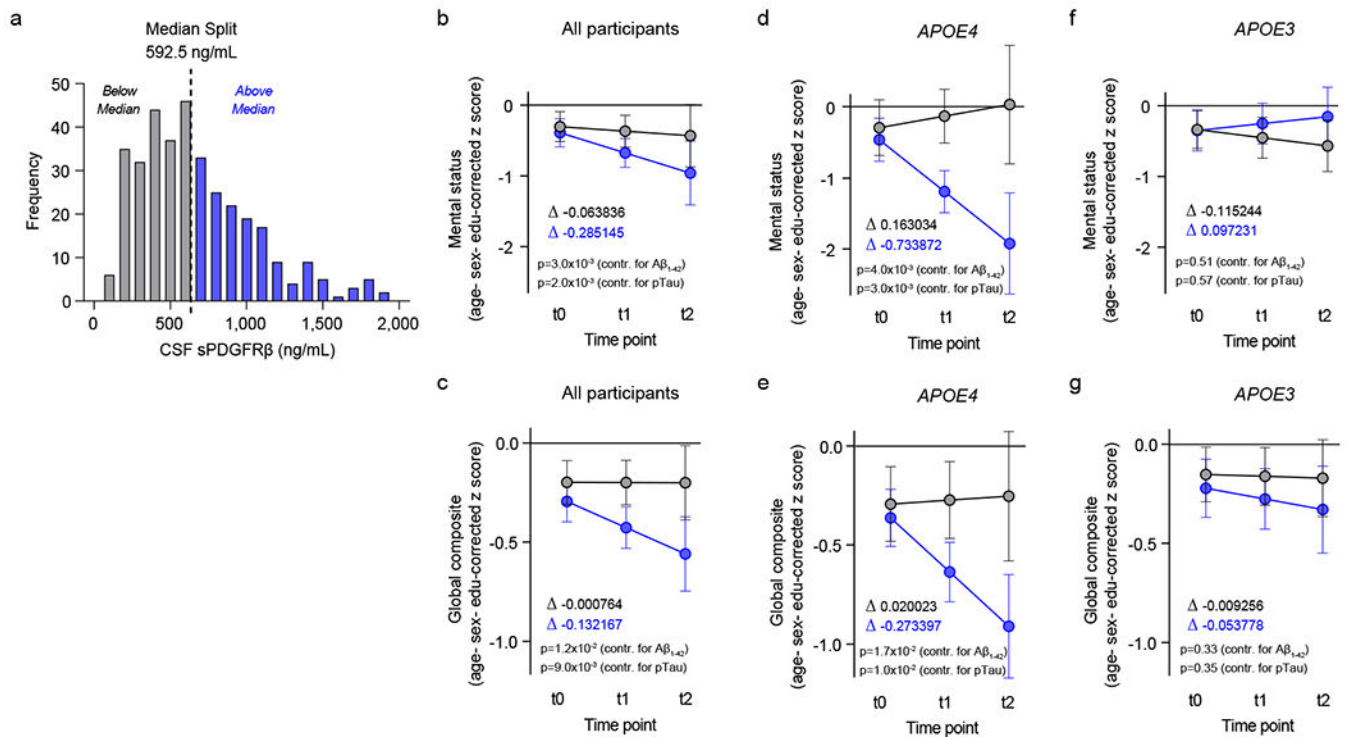 a
Median Split
592.5 ng/mL
Below
Median
Above
Median
50
40
30
20
10
0
Frequency
0
500
1,000
1,500
2,000
CSF sPDGFRβ (ng/mL)
b
All participants
0
-1
-2
Mental status
(age- sex- edu-corrected z score)
Δ -0.063836
Δ -0.285145
p=3.0x10⁻³ (contr. for Aβ₁₋₄₂)
p=2.0x10⁻³ (contr. for pTau)
t0
t1
t2
Time point
d
APOE4
0
-1
-2
Mental status
(age- sex- edu-corrected z score)
Δ 0.163034
Δ -0.733872
p=4.0x10⁻³ (contr. for Aβ₁₋₄₂)
p=3.0x10⁻³ (contr. for pTau)
t0
t1
t2
Time point
f
APOE3
0
-1
-2
Mental status
(age- sex- edu-corrected z score)
Δ -0.115244
Δ 0.097231
p=0.51 (contr. for Aβ₁₋₄₂)
p=0.57 (contr. for pTau)
t0
t1
t2
Time point
c
All participants
0.0
-0.5
-1.0
Global composite
(age- sex- edu-corrected z score)
Δ -0.000764
Δ -0.132167
p=1.2x10⁻² (contr. for Aβ₁₋₄₂)
p=9.0x10⁻³ (contr. for pTau)
t0
t1
t2
Time point
e
APOE4
0.0
-0.5
-1.0
Global composite
(age- sex- edu-corrected z score)
Δ 0.020023
Δ -0.273397
p=1.7x10⁻² (contr. for Aβ₁₋₄₂)
p=1.0x10⁻² (contr. for pTau)
t0
t1
t2
Time point
g
APOE3
0.0
-0.5
-1.0
Global composite
(age- sex- edu-corrected z score)
Δ -0.009256
Δ -0.053778
p=0.33 (contr. for Aβ₁₋₄₂)
p=0.35 (contr. for pTau)
t0
t1
t2
Time point